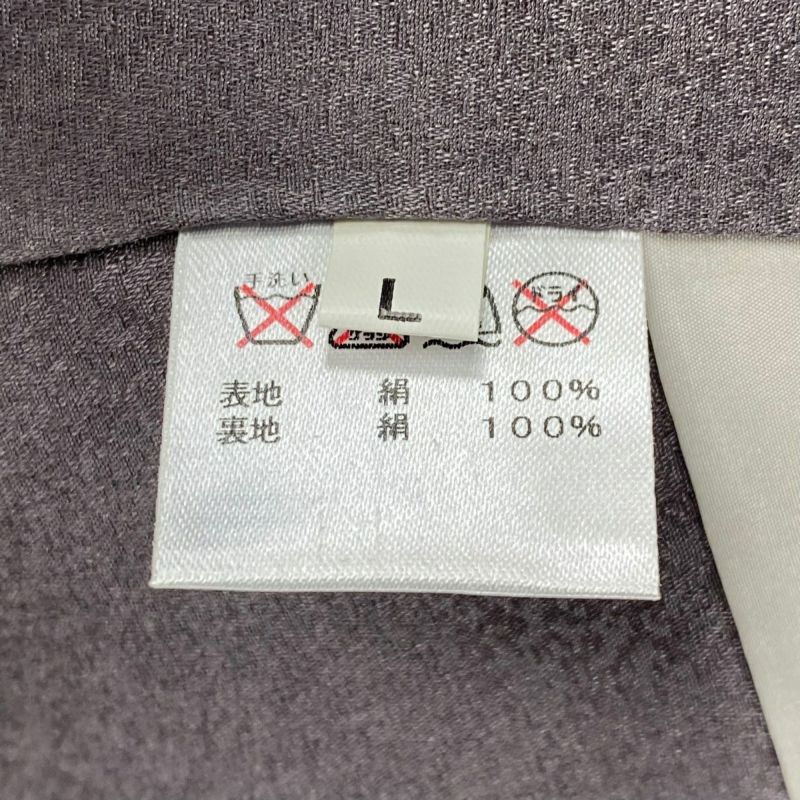 L
手洗い
ドライ
表地 絹 100%
裏地 絹 100%